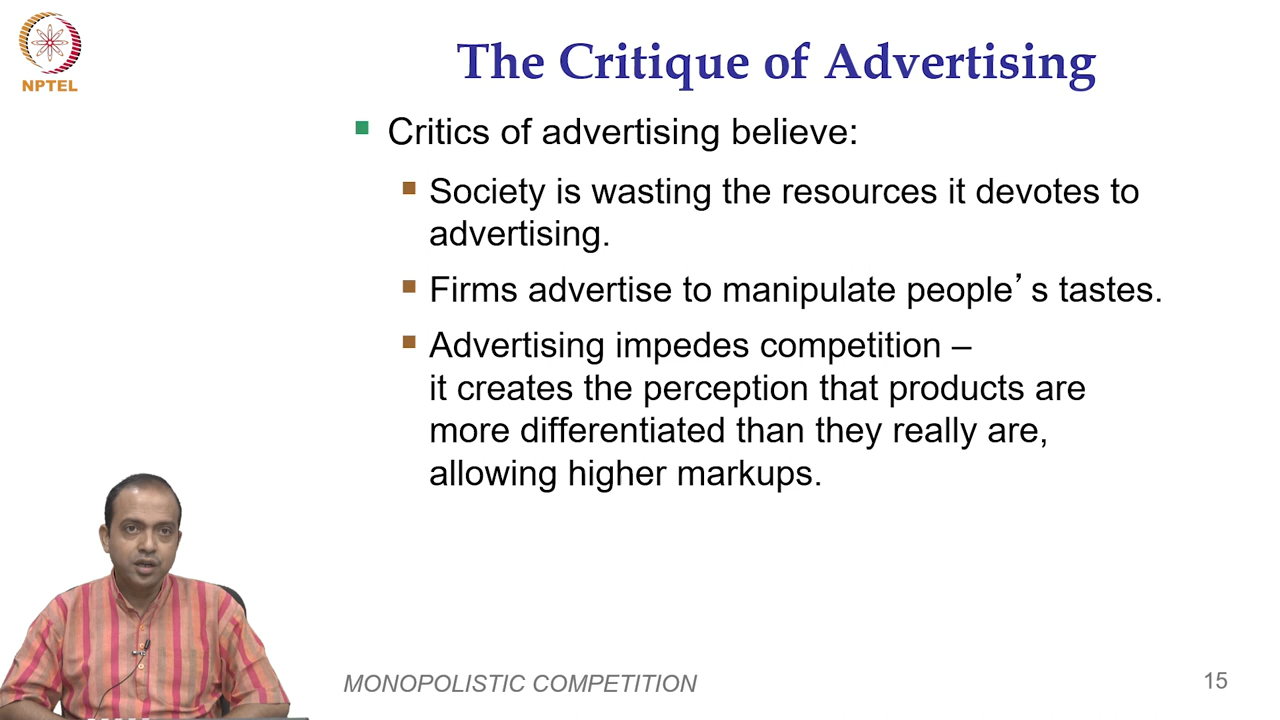 NPTEL
The Critique of Advertising
Critics of advertising believe:
Society is wasting the resources it devotes to
advertising.
Firms advertise to manipulate people’s tastes.
Advertising impedes competition –
it creates the perception that products are
more differentiated than they really are,
allowing higher markups.
MONOPOLISTIC COMPETITION
15